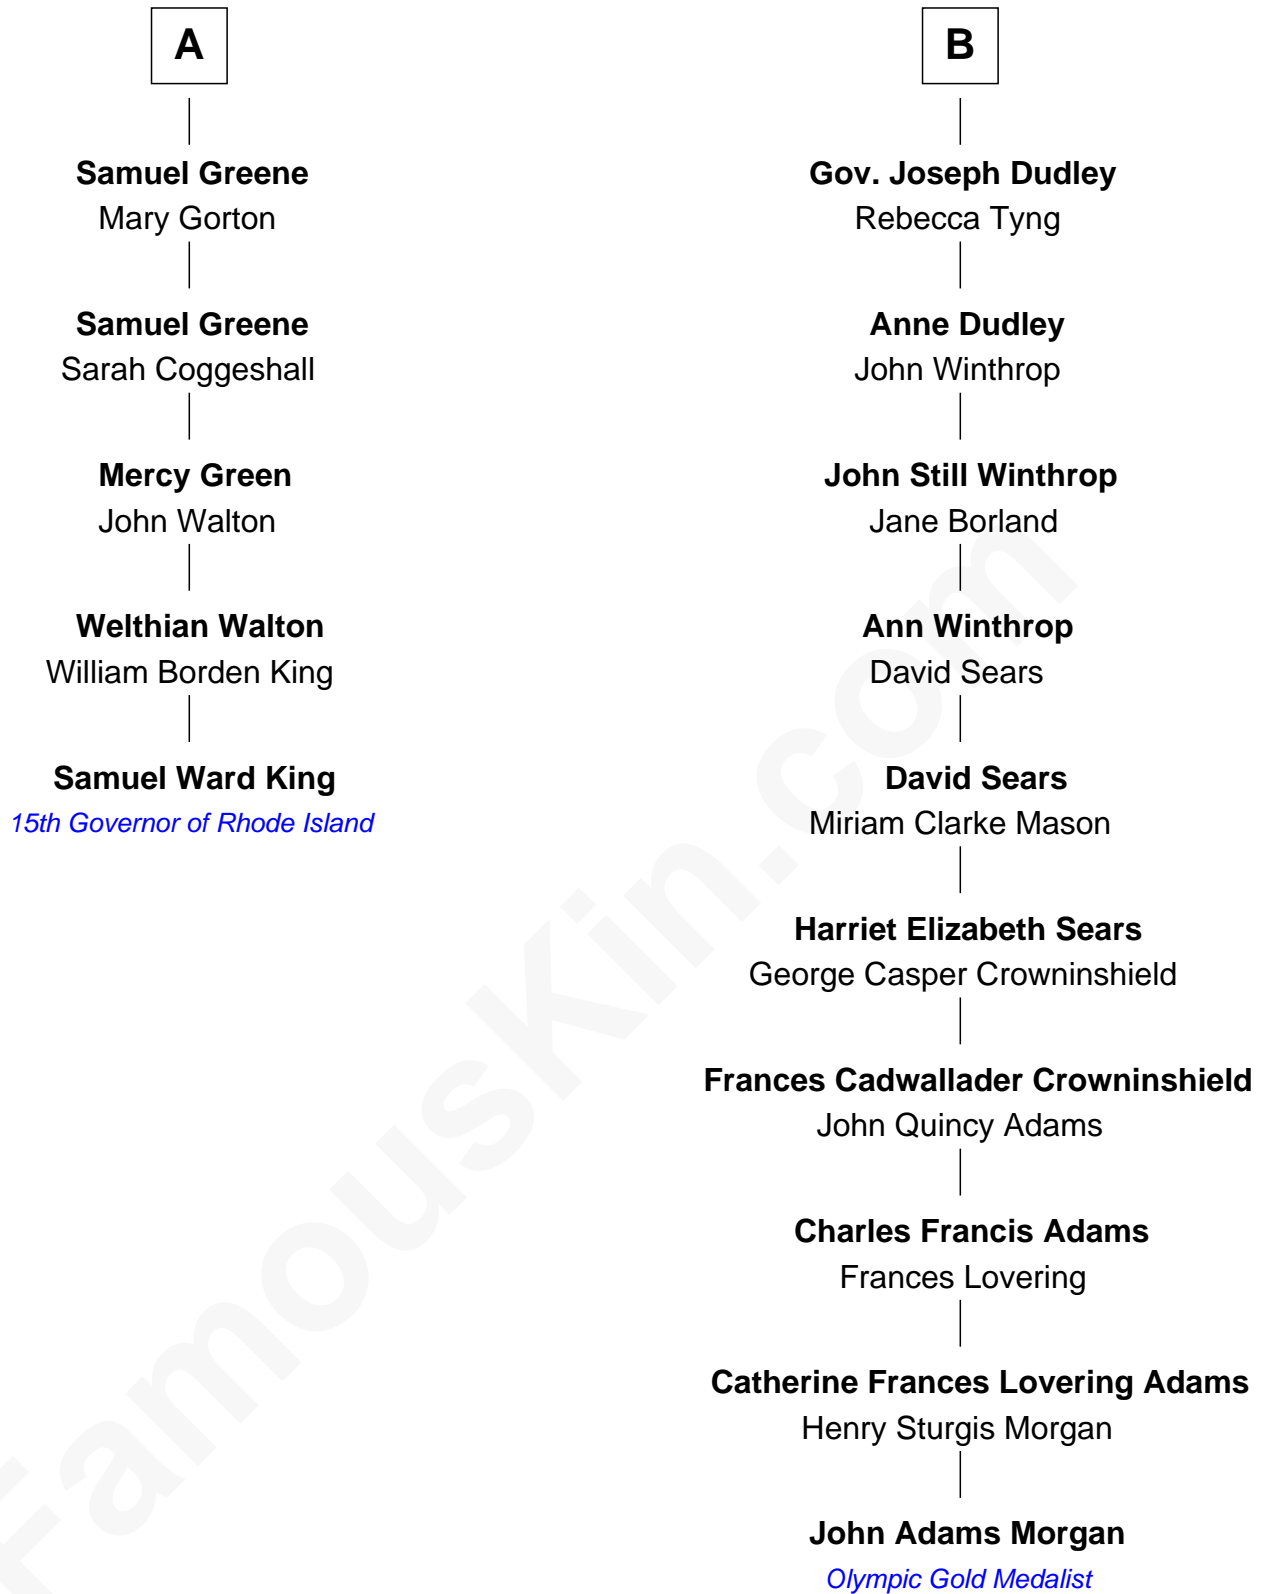 A
Samuel Greene
Mary Gorton
Samuel Greene
Sarah Coggeshall
Mercy Green
John Walton
Welthian Walton
William Borden King
Samuel Ward King
15th Governor of Rhode Island
B
Gov. Joseph Dudley
Rebecca Tyng
Anne Dudley
John Winthrop
John Still Winthrop
Jane Borland
Ann Winthrop
David Sears
David Sears
Miriam Clarke Mason
Harriet Elizabeth Sears
George Casper Crowninshield
Frances Cadwallader Crowninshield
John Quincy Adams
Charles Francis Adams
Frances Lovering
Catherine Frances Lovering Adams
Henry Sturgis Morgan
John Adams Morgan
Olympic Gold Medalist
FamousKin.com